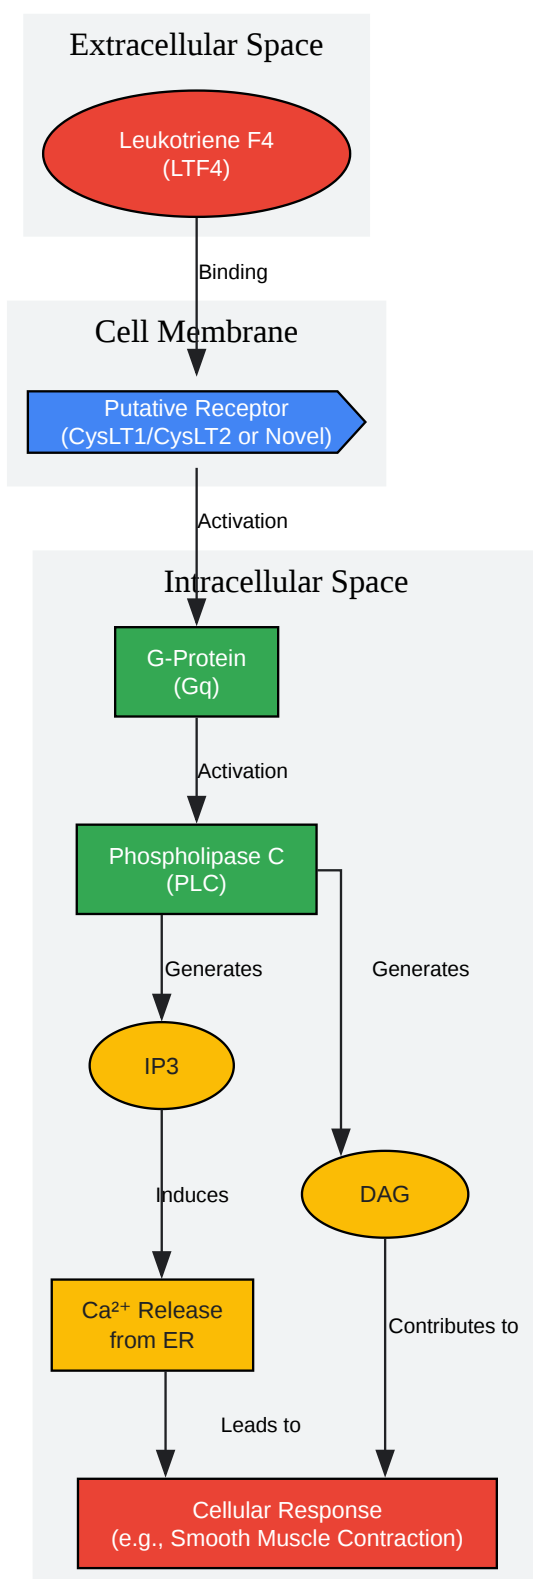 Extracellular Space
Leukotriene F4
(LTF4)
Binding
Cell Membrane
Putative Receptor
(CysLT1/CysLT2 or Novel)
Activation
Intracellular Space
G-Protein
(Gq)
Activation
Phospholipase C
(PLC)
Generates
Generates
IP3
Induces
DAG
Ca²⁺ Release
from ER
Contributes to
Leads to
Cellular Response
(e.g., Smooth Muscle Contraction)